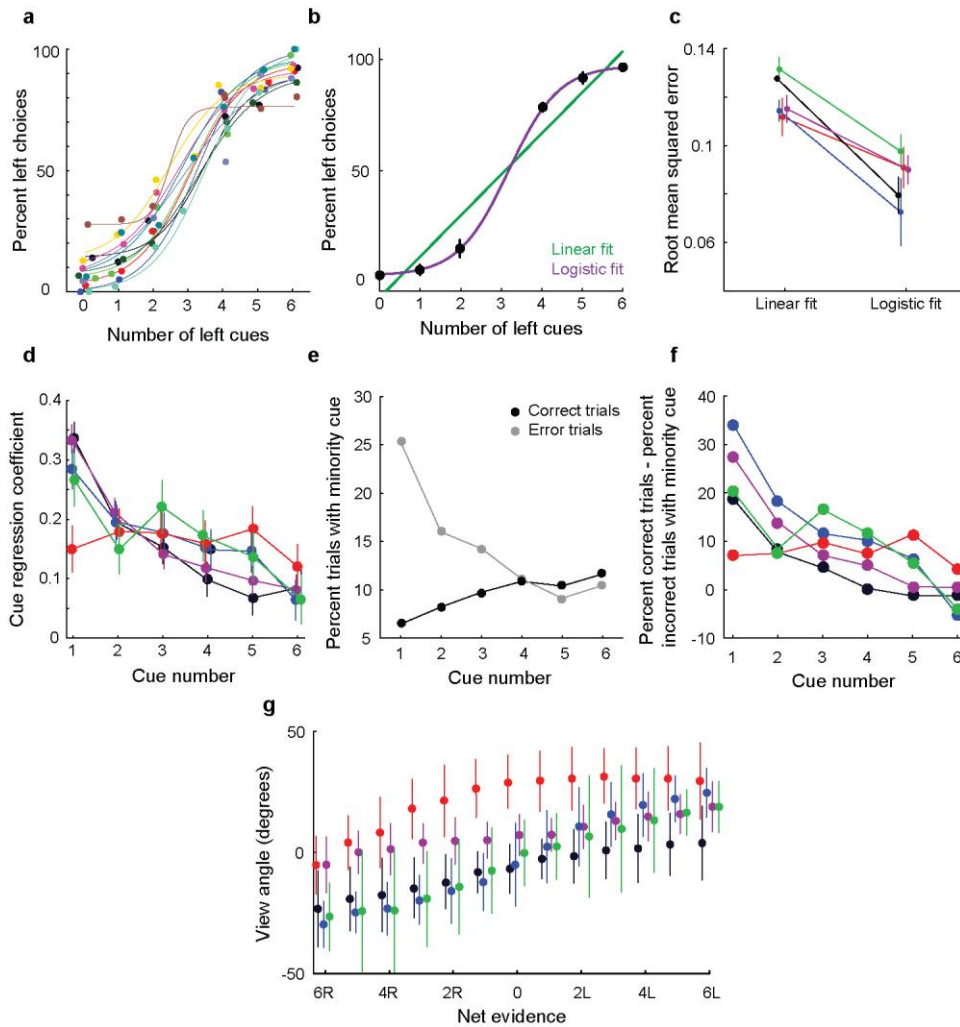 a
100
50
0
Percent left choices
0 1 2 3 4 5 6
Number of left cues
b
100
50
0
Percent left choices
Linear fit
Logistic fit
0 1 2 3 4 5 6
Number of left cues
c
0.14
0.1
0.06
Root mean squared error
Linear fit Logistic fit
d
0.4
0.3
0.2
0.1
0
Cue regression coefficient
1 2 3 4 5 6
Cue number
e
30
25
20
15
10
5
Percent trials with minority cue
Correct trials
Error trials
1 2 3 4 5 6
Cue number
f
40
30
20
10
0
-10
Percent correct trials - percent
incorrect trials with minority cue
1 2 3 4 5 6
Cue number
g
50
0
-50
View angle (degrees)
6R 4R 2R 0 2L 4L 6L
Net evidence